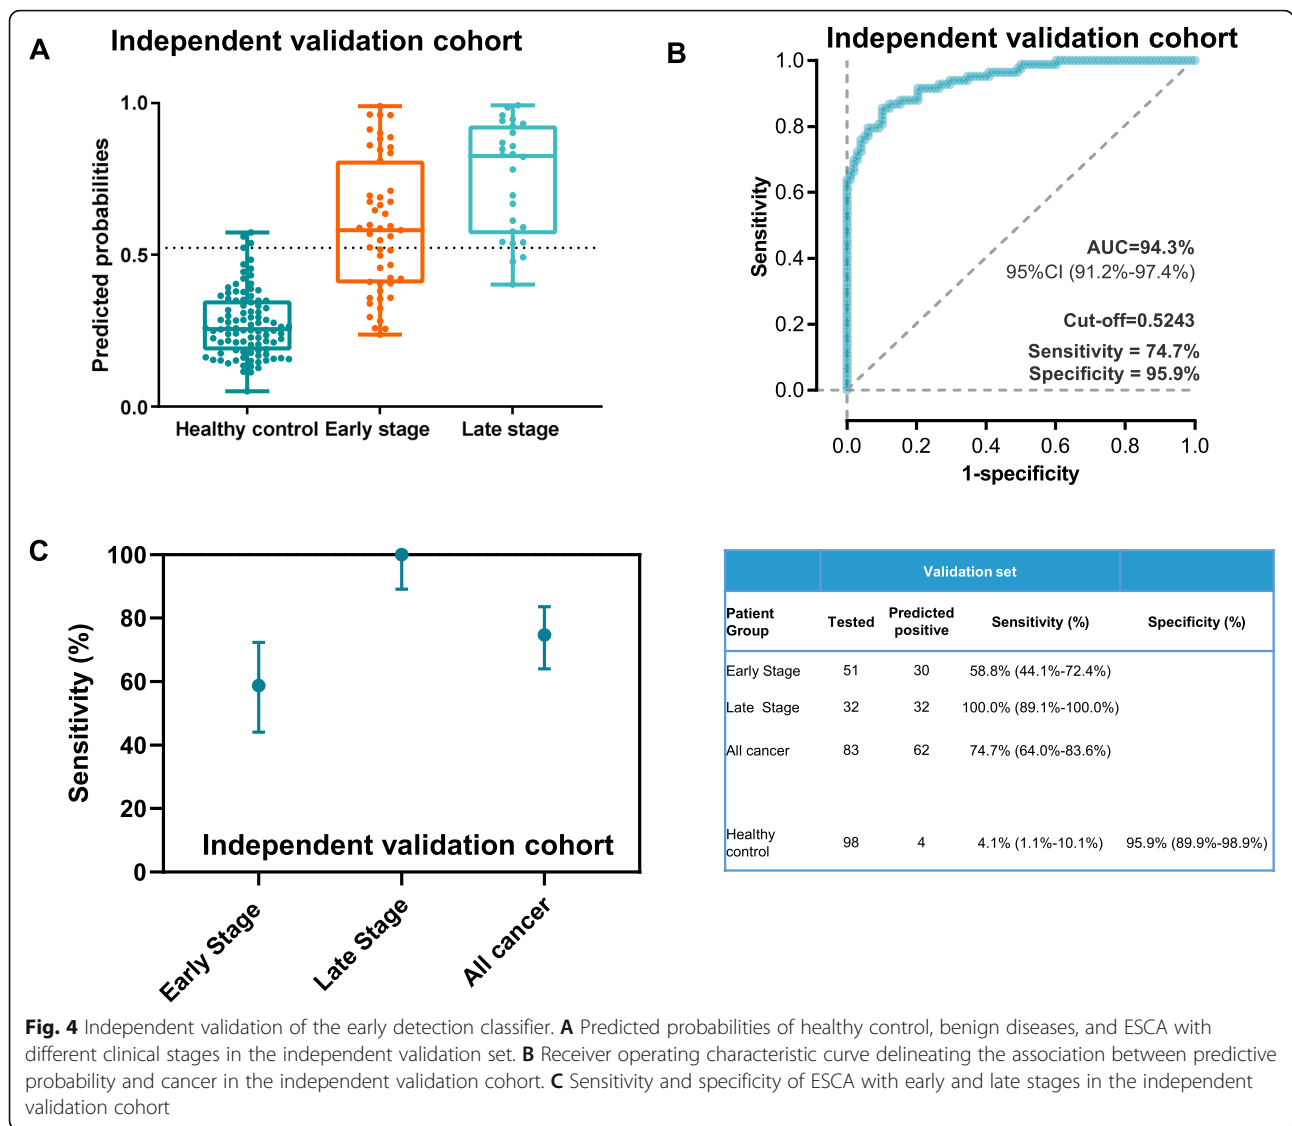 A
Independent validation cohort
Predicted probabilities
1.0
0.5
0.0
Healthy control Early stage Late stage
B
Independent validation cohort
Sensitivity
1.0
0.8
0.6
0.4
0.2
0.0
AUC=94.3%
95%CI (91.2%-97.4%)
Cut-off=0.5243
Sensitivity = 74.7%
Specificity = 95.9%
0.0 0.2 0.4 0.6 0.8 1.0
1-specificity
C
Sensitivity (%)
100
80
60
40
20
0
Independent validation cohort
Early Stage
Late Stage
All cancer
Validation set
Patient Group Tested Predicted positive Sensitivity (%) Specificity (%)
Early Stage 51 30 58.8% (44.1%-72.4%)
Late Stage 32 32 100.0% (89.1%-100.0%)
All cancer 83 62 74.7% (64.0%-83.6%)
Healthy control 98 4 4.1% (1.1%-10.1%) 95.9% (89.9%-98.9%)
Fig. 4 Independent validation of the early detection classifier. A Predicted probabilities of healthy control, benign diseases, and ESCA with
different clinical stages in the independent validation set. B Receiver operating characteristic curve delineating the association between predictive
probability and cancer in the independent validation cohort. C Sensitivity and specificity of ESCA with early and late stages in the independent
validation cohort